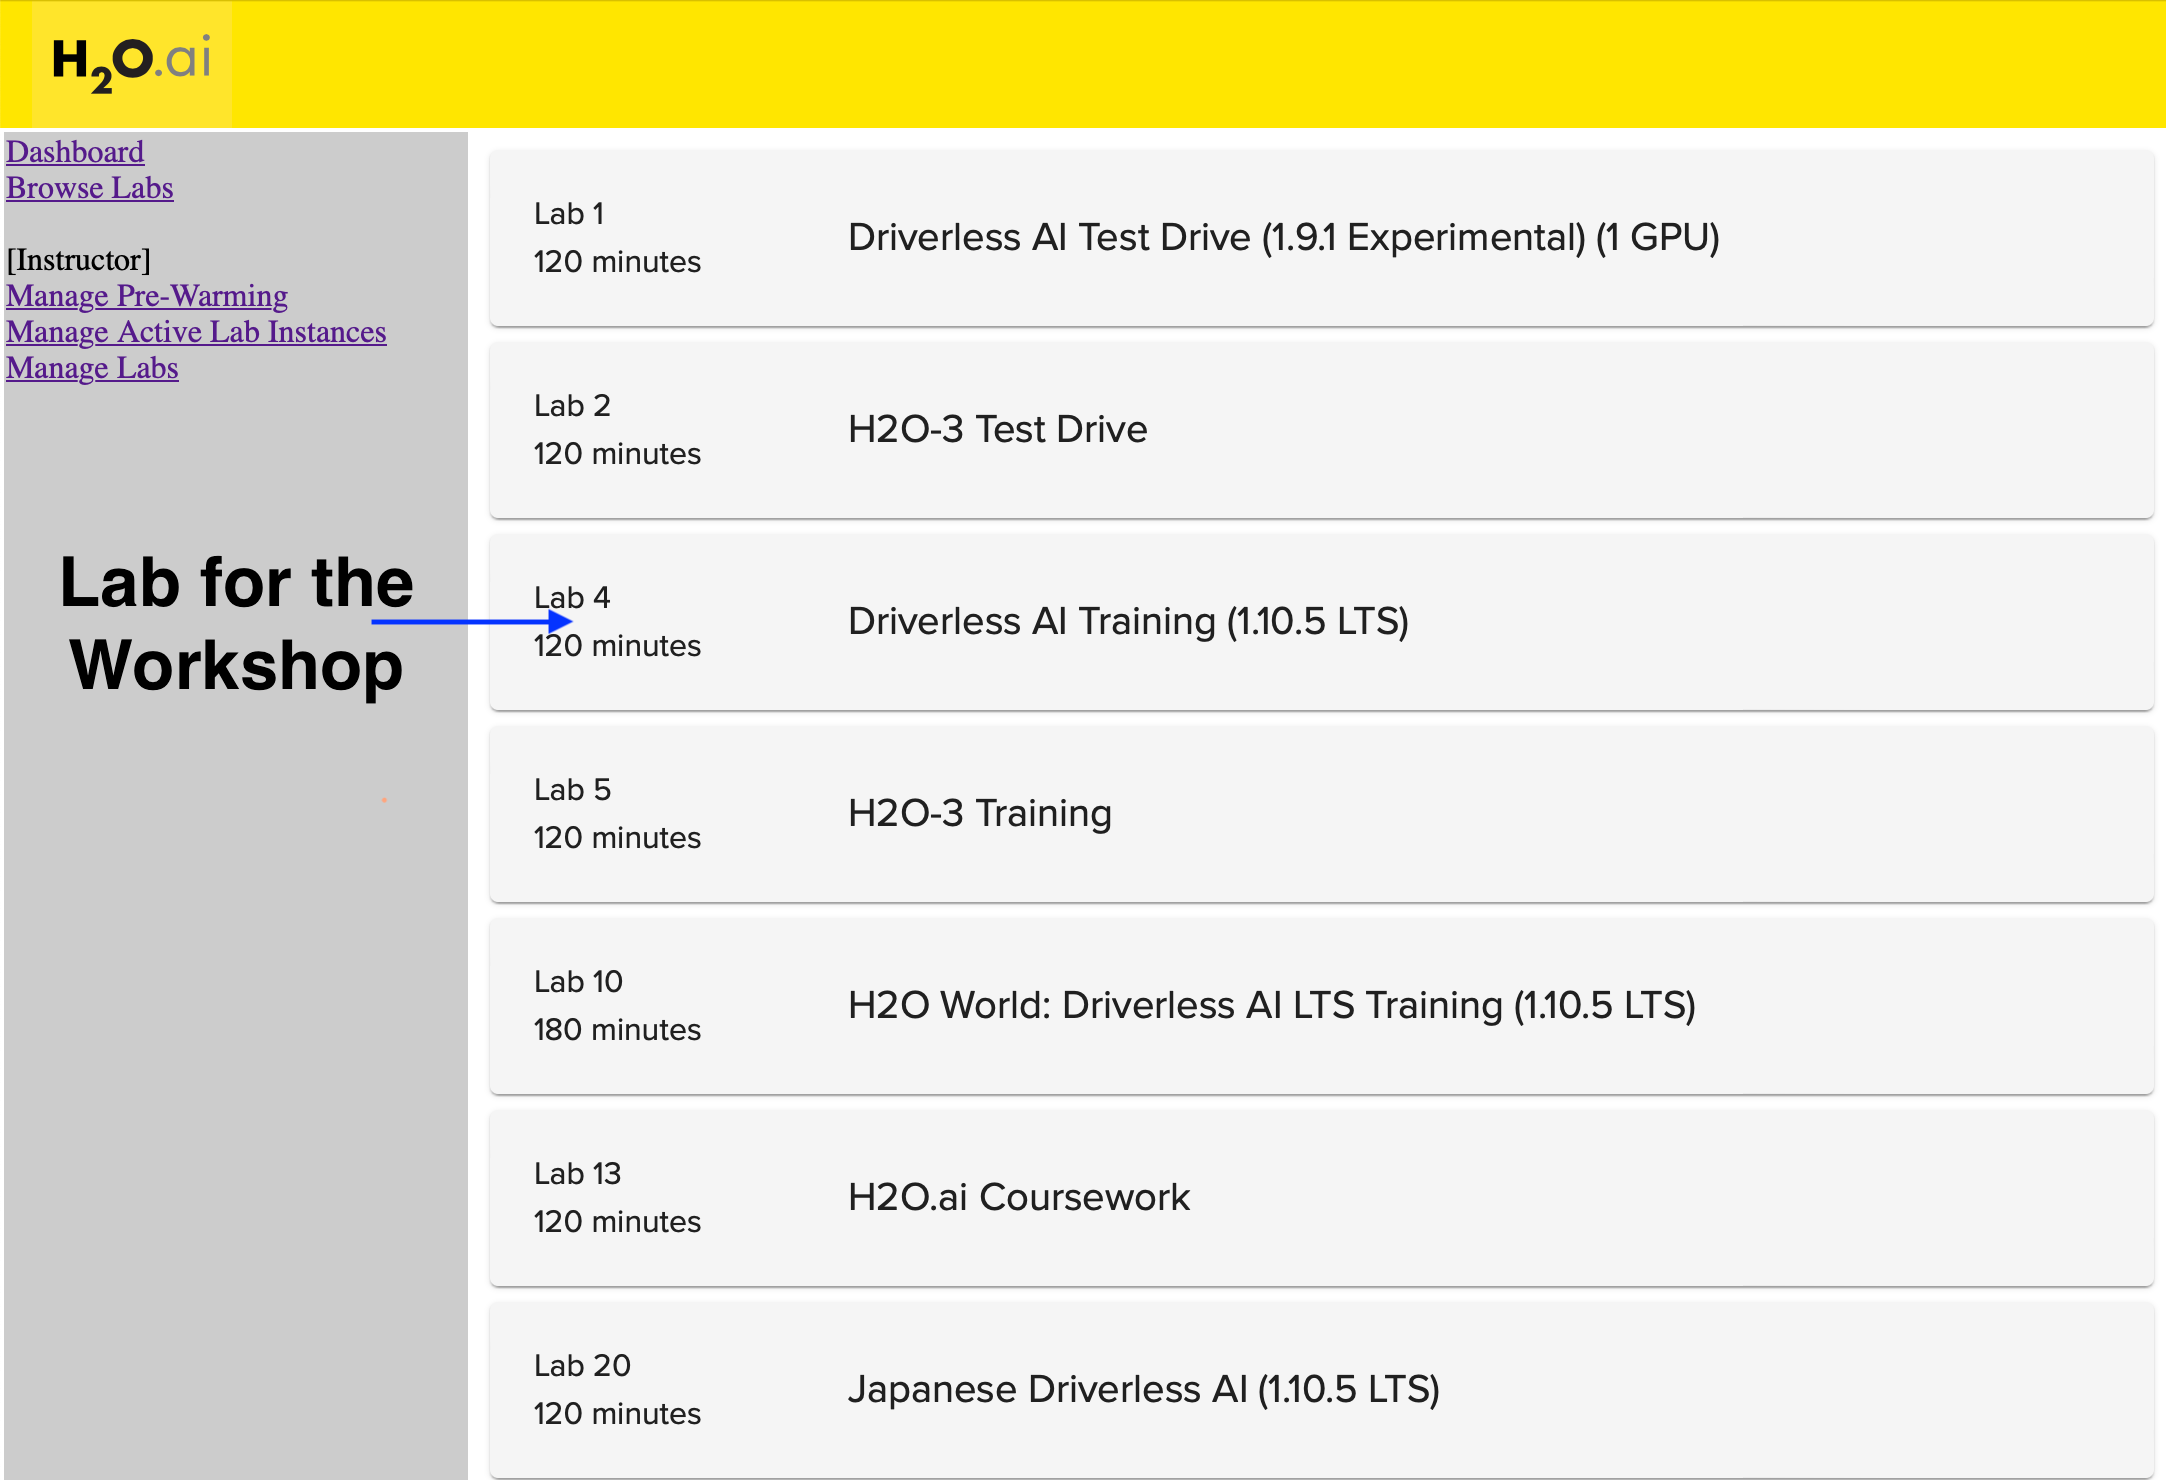 H2O.ai
Dashboard
Browse Labs
[Instructor]
Manage Pre-Warming
Manage Active Lab Instances
Manage Labs
Lab for the
Workshop
Lab 1
120 minutes
Driverless AI Test Drive (1.9.1 Experimental) (1 GPU)
Lab 2
120 minutes
H2O-3 Test Drive
Lab 4
120 minutes
Driverless AI Training (1.10.5 LTS)
Lab 5
120 minutes
H2O-3 Training
Lab 10
180 minutes
H2O World: Driverless AI LTS Training (1.10.5 LTS)
Lab 13
120 minutes
H2O.ai Coursework
Lab 20
120 minutes
Japanese Driverless AI (1.10.5 LTS)